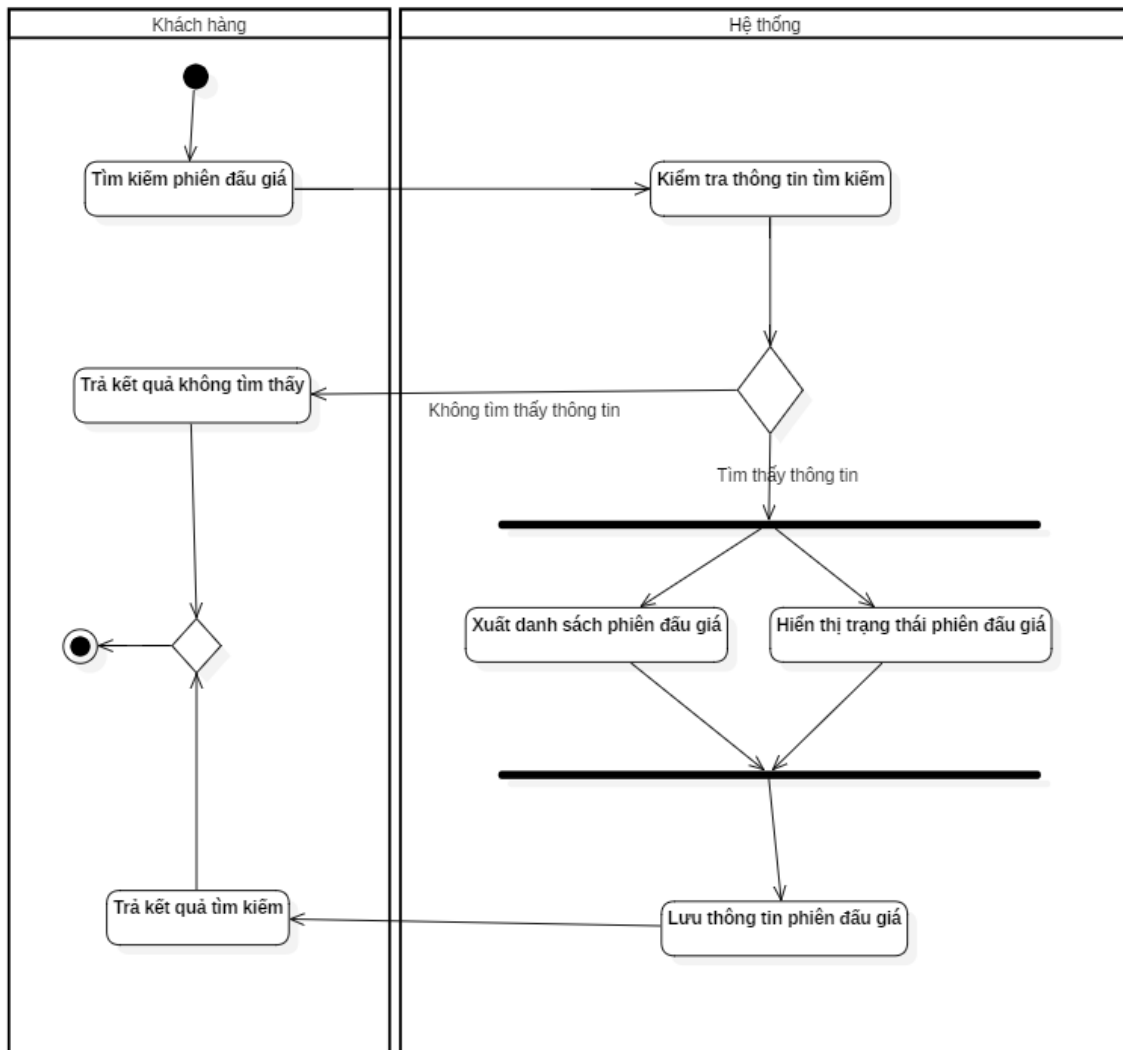 Khách hàng
Hệ thống
Tìm kiếm phiên đấu giá
Kiểm tra thông tin tìm kiếm
Trả kết quả không tìm thấy
Không tìm thấy thông tin
Tìm thấy thông tin
Xuất danh sách phiên đấu giá
Hiển thị trạng thái phiên đấu giá
Trả kết quả tìm kiếm
Lưu thông tin phiên đấu giá